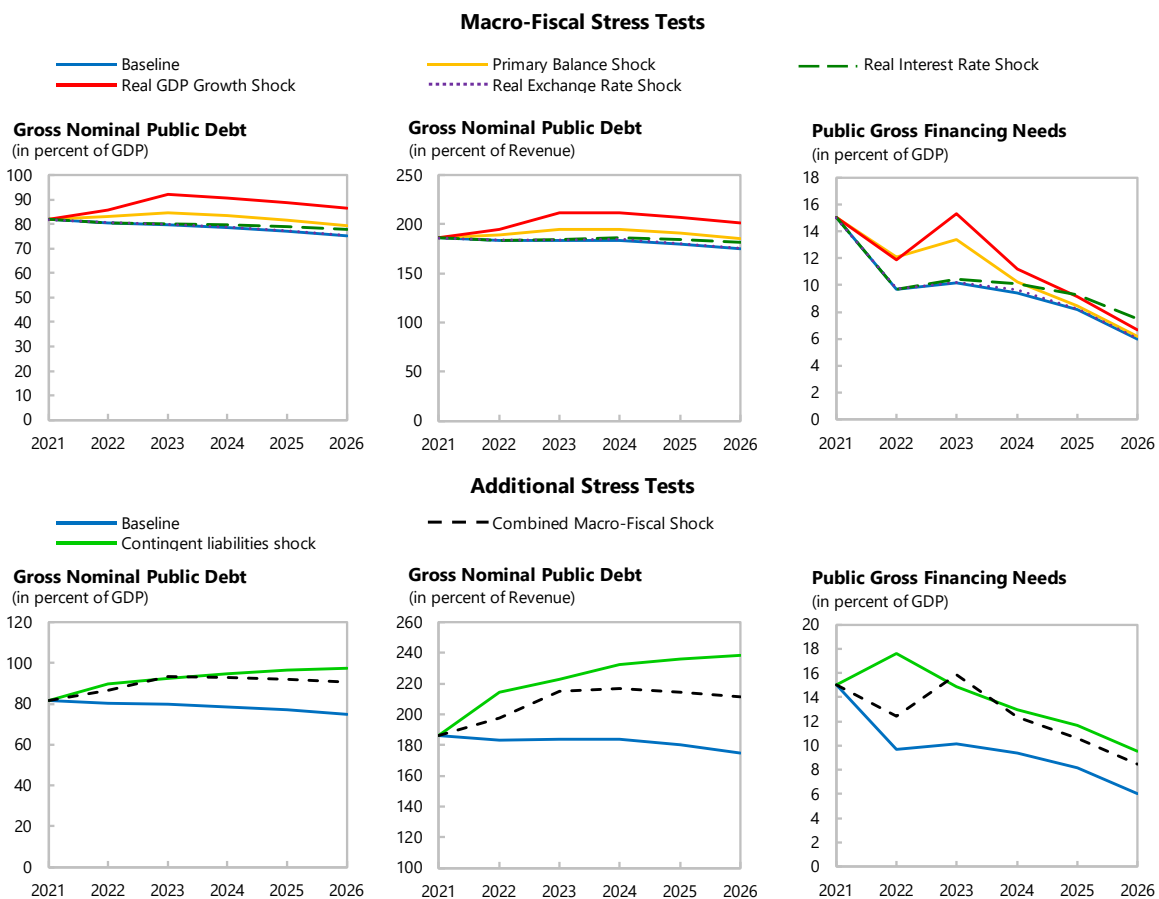 Macro-Fiscal Stress Tests
Baseline
Primary Balance Shock
Real Interest Rate Shock
Real GDP Growth Shock
Real Exchange Rate Shock
Gross Nominal Public Debt
(in percent of GDP)
100
90
80
70
60
50
40
30
20
10
0
2021 2022 2023 2024 2025 2026
Gross Nominal Public Debt
(in percent of Revenue)
250
200
150
100
50
0
2021 2022 2023 2024 2025 2026
Public Gross Financing Needs
(in percent of GDP)
18
16
14
12
10
8
6
4
2
0
2021 2022 2023 2024 2025 2026
Additional Stress Tests
Baseline
Combined Macro-Fiscal Shock
Contingent liabilities shock
Gross Nominal Public Debt
(in percent of GDP)
120
100
80
60
40
20
0
2021 2022 2023 2024 2025 2026
Gross Nominal Public Debt
(in percent of Revenue)
260
240
220
200
180
160
140
120
100
2021 2022 2023 2024 2025 2026
Public Gross Financing Needs
(in percent of GDP)
20
18
16
14
12
10
8
6
4
2
0
2021 2022 2023 2024 2025 2026